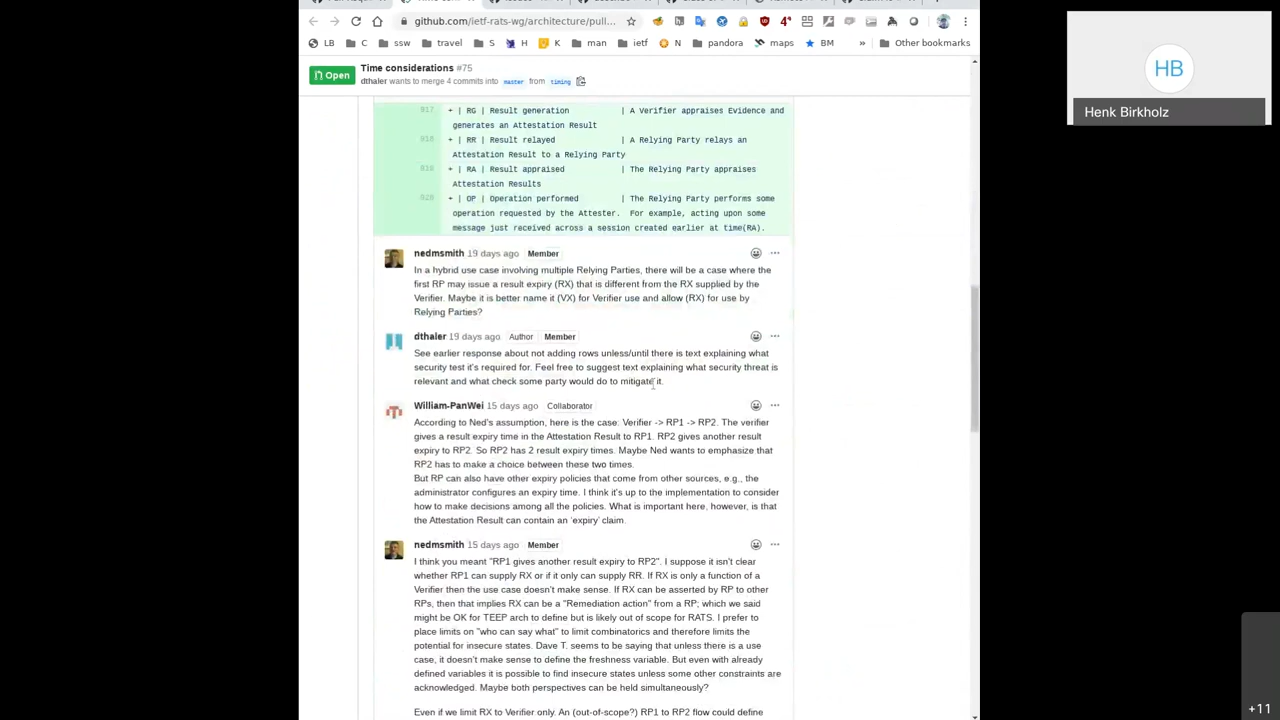 github.com/ietf-rats-wg/architecture/pull...
LB
C
ssw
travel
S
H
K
man
ietf
N
pandora
maps
BM
»
Other bookmarks
Open
Time considerations #75
dthaler wants to merge 4 commits into master from timing
917 + | RG | Result generation | A Verifier appraises Evidence and
generates an Attestation Result
918 + | RR | Result relayed | A Relying Party relays an
Attestation Result to a Relying Party
919 + | RA | Result appraised | The Relying Party appraises
Attestation Results
920 + | OP | Operation performed | The Relying Party performs some
operation requested by the Attester. For example, acting upon some
message just received across a session created earlier at time(RA).
nedmsmith 19 days ago Member
In a hybrid use case involving multiple Relying Parties, there will be a case where the
first RP may issue a result expiry (RX) that is different from the RX supplied by the
Verifier. Maybe it is better name it (VX) for Verifier use and allow (RX) for use by
Relying Parties?
dthaler 19 days ago Author Member
See earlier response about not adding rows unless/until there is text explaining what
security test it's required for. Feel free to suggest text explaining what security threat is
relevant and what check some party would do to mitigate it.
William-PanWei 15 days ago Collaborator
According to Ned's assumption, here is the case: Verifier -> RP1 -> RP2. The verifier
gives a result expiry time in the Attestation Result to RP1. RP2 gives another result
expiry to RP2. So RP2 has 2 result expiry times. Maybe Ned wants to emphasize that
RP2 has to make a choice between these two times.
But RP can also have other expiry policies that come from other sources, e.g., the
administrator configures an expiry time. I think it's up to the implementation to consider
how to make decisions among all the policies. What is important here, however, is that
the Attestation Result can contain an 'expiry' claim.
nedmsmith 15 days ago Member
I think you meant "RP1 gives another result expiry to RP2". I suppose it isn't clear
whether RP1 can supply RX or if it only can supply RR. If RX is only a function of a
Verifier then the use case doesn't make sense. If RX can be asserted by RP to other
RPs, then that implies RX can be a "Remediation action" from a RP; which we said
might be OK for TEEP arch to define but is likely out of scope for RATS. I prefer to
place limits on "who can say what" to limit combinatorics and therefore limits the
potential for insecure states. Dave T. seems to be saying that unless there is a use
case, it doesn't make sense to define the freshness variable. But even with already
defined variables it is possible to find insecure states unless some other constraints are
acknowledged. Maybe both perspectives can be held simultaneously?
Even if we limit RX to Verifier only. An (out-of-scope?) RP1 to RP2 flow could define
HB
Henk Birkholz
+11